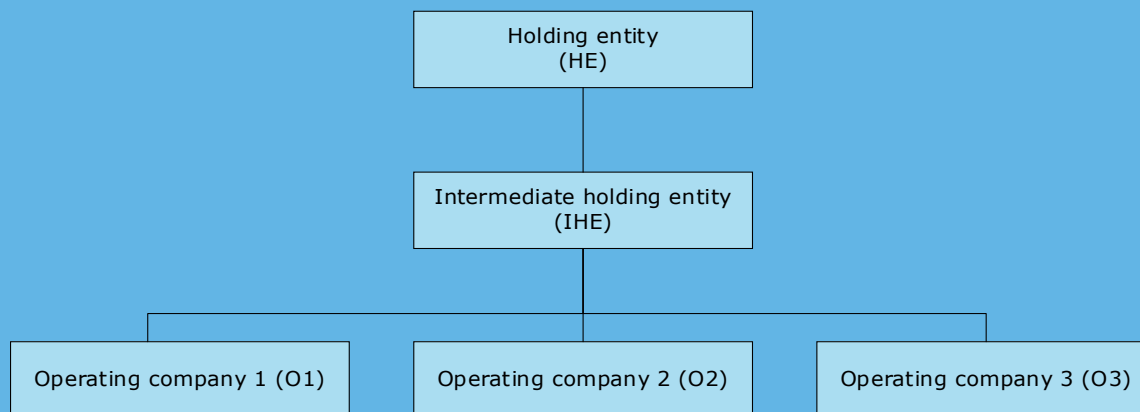 Holding entity
(HE)
Intermediate holding entity
(IHE)
Operating company 1 (O1)
Operating company 2 (O2)
Operating company 3 (O3)